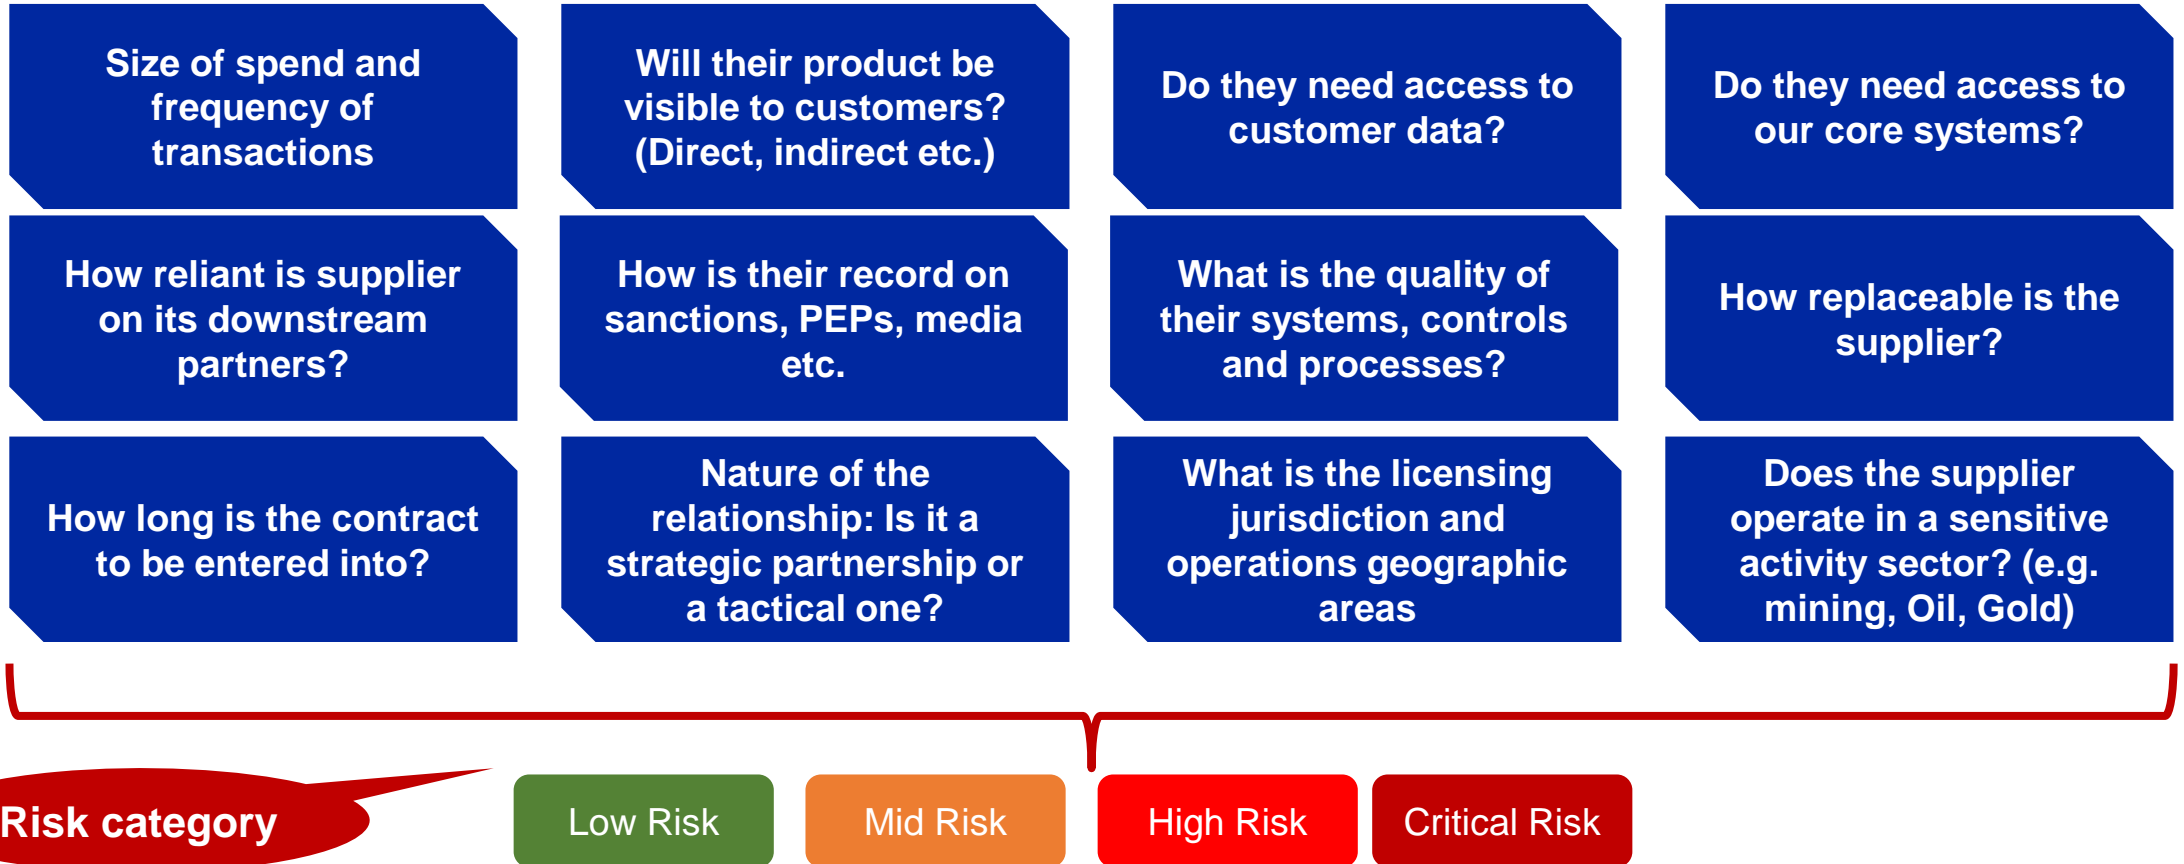 Size of spend and
frequency of
transactions
Will their product be
visible to customers?
(Direct, indirect etc.)
Do they need access to
customer data?
Do they need access to
our core systems?
How reliant is supplier
on its downstream
partners?
How is their record on
sanctions, PEPs, media
etc.
What is the quality of
their systems, controls
and processes?
How replaceable is the
supplier?
How long is the contract
to be entered into?
Nature of the
relationship: Is it a
strategic partnership or
a tactical one?
What is the licensing
jurisdiction and
operations geographic
areas
Does the supplier
operate in a sensitive
activity sector? (e.g.
mining, Oil, Gold)
Risk category
Low Risk
Mid Risk
High Risk
Critical Risk